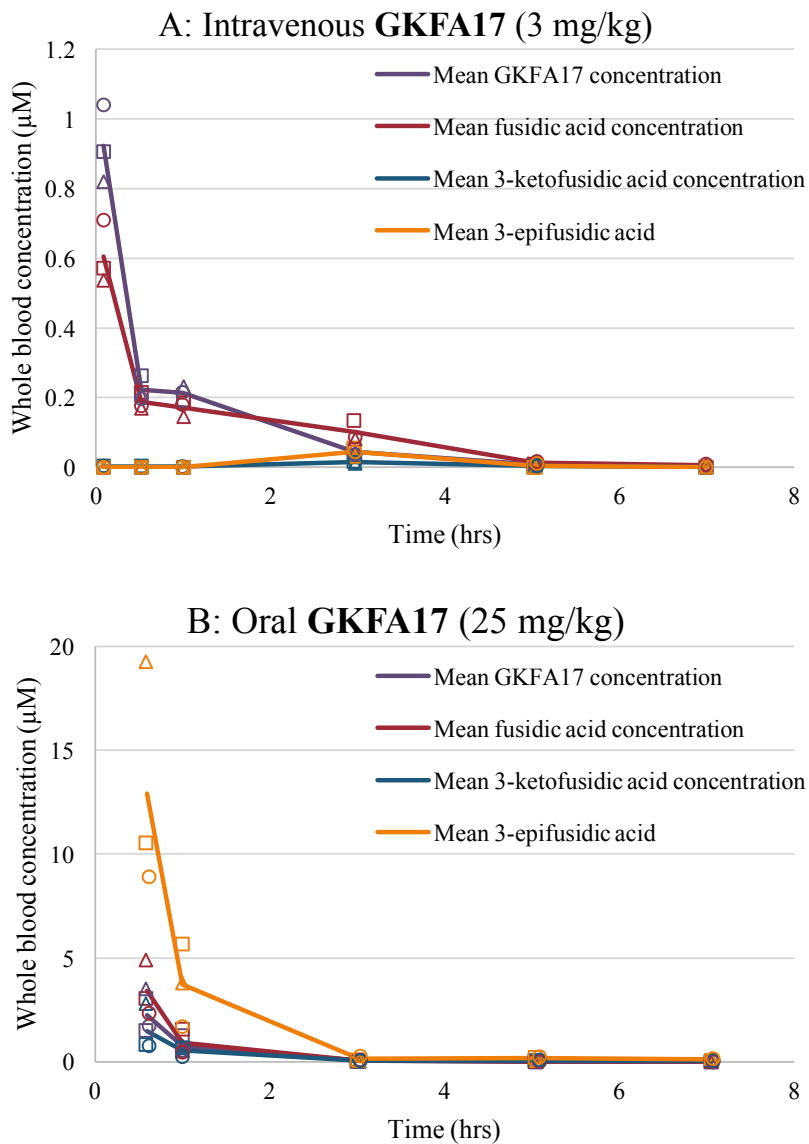 A: Intravenous GKFA17 (3 mg/kg)
1.2
1
0.8
0.6
0.4
0.2
0
Whole blood concentration (µM)
Mean GKFA17 concentration
Mean fusidic acid concentration
Mean 3-ketofusidic acid concentration
Mean 3-epifusidic acid
0 2 4 6 8
Time (hrs)
B: Oral GKFA17 (25 mg/kg)
20
15
10
5
0
Whole blood concentration (µM)
Mean GKFA17 concentration
Mean fusidic acid concentration
Mean 3-ketofusidic acid concentration
Mean 3-epifusidic acid
0 2 4 6 8
Time (hrs)